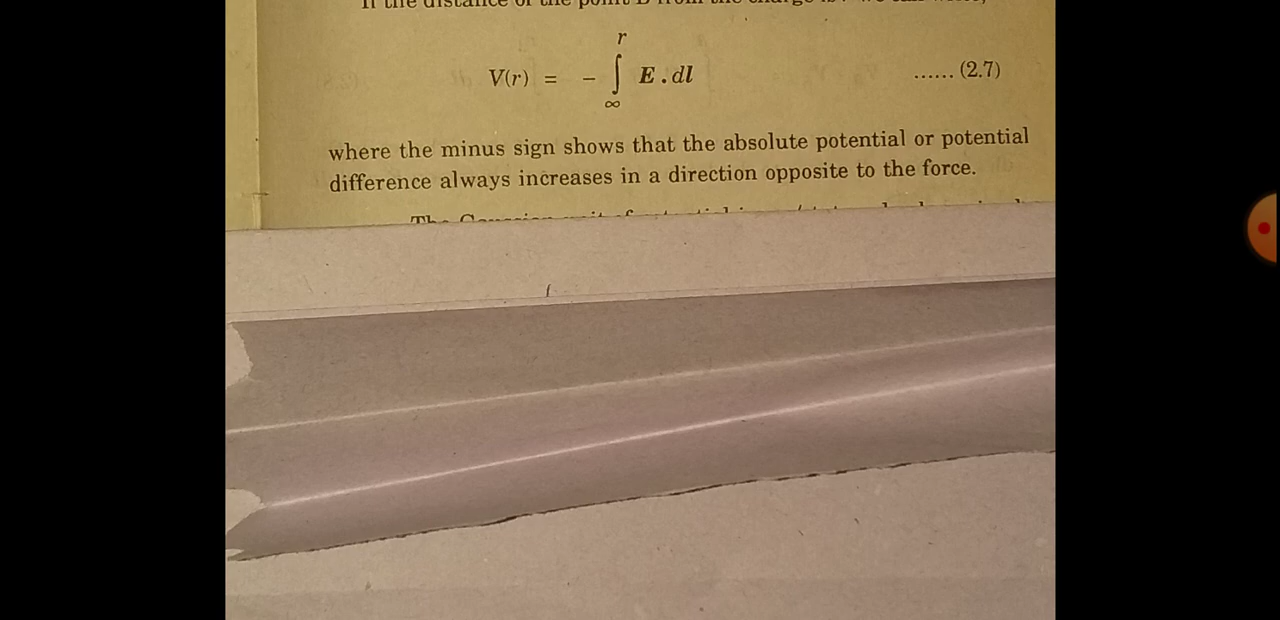 V(r) = - ∫ E . dl ...... (2.7)
r
∞
where the minus sign shows that the absolute potential or potential
difference always increases in a direction opposite to the force.